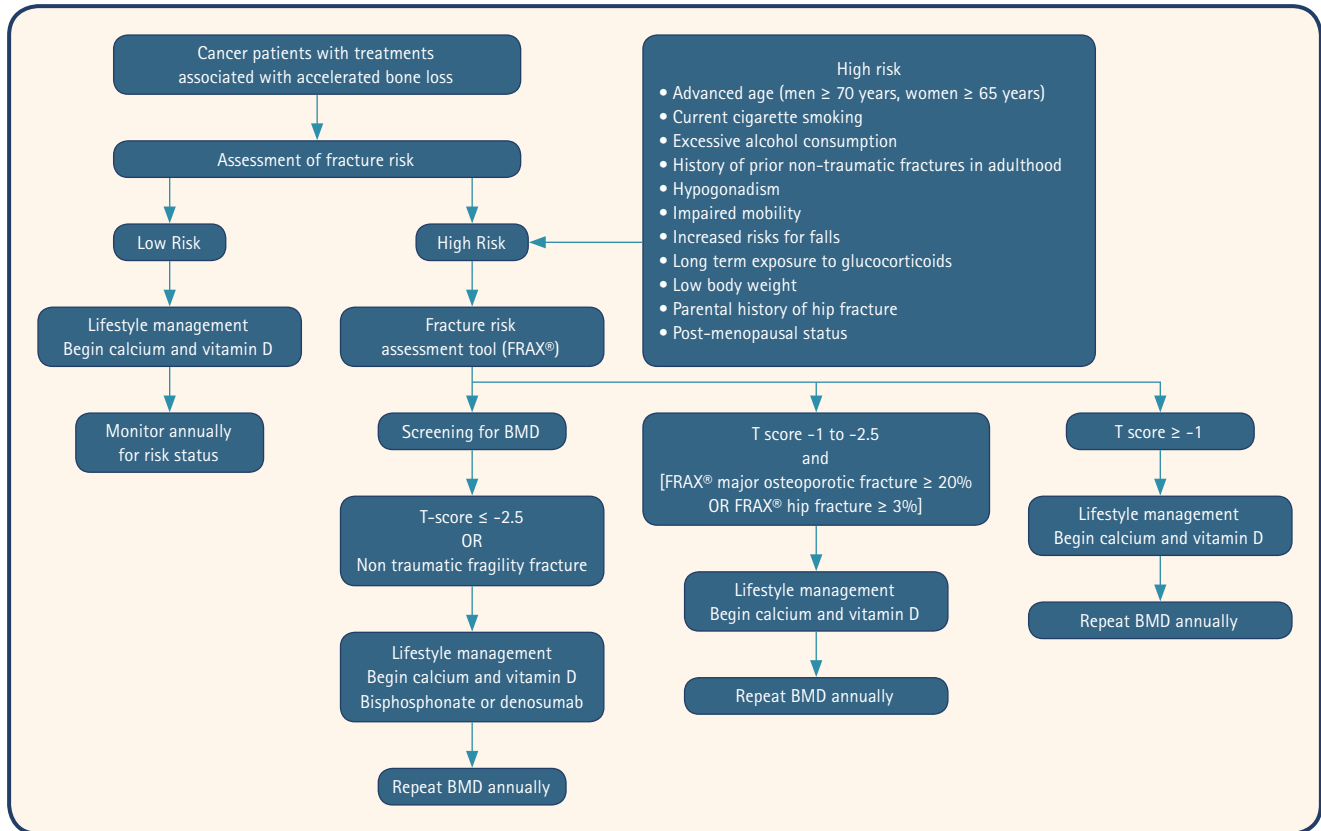 Cancer patients with treatments
associated with accelerated bone loss
Assessment of fracture risk
Low Risk
High Risk
High risk
• Advanced age (men ≥ 70 years, women ≥ 65 years)
• Current cigarette smoking
• Excessive alcohol consumption
• History of prior non-traumatic fractures in adulthood
• Hypogonadism
• Impaired mobility
• Increased risks for falls
• Long term exposure to glucocorticoids
• Low body weight
• Parental history of hip fracture
• Post-menopausal status
Lifestyle management
Begin calcium and vitamin D
Monitor annually
for risk status
Fracture risk
assessment tool (FRAX®)
Screening for BMD
T-score ≤ -2.5
OR
Non traumatic fragility fracture
Lifestyle management
Begin calcium and vitamin D
Bisphosphonate or denosumab
Repeat BMD annually
T score -1 to -2.5
and
[FRAX® major osteoporotic fracture ≥ 20%
OR FRAX® hip fracture ≥ 3%]
Lifestyle management
Begin calcium and vitamin D
Repeat BMD annually
T score ≥ -1
Lifestyle management
Begin calcium and vitamin D
Repeat BMD annually